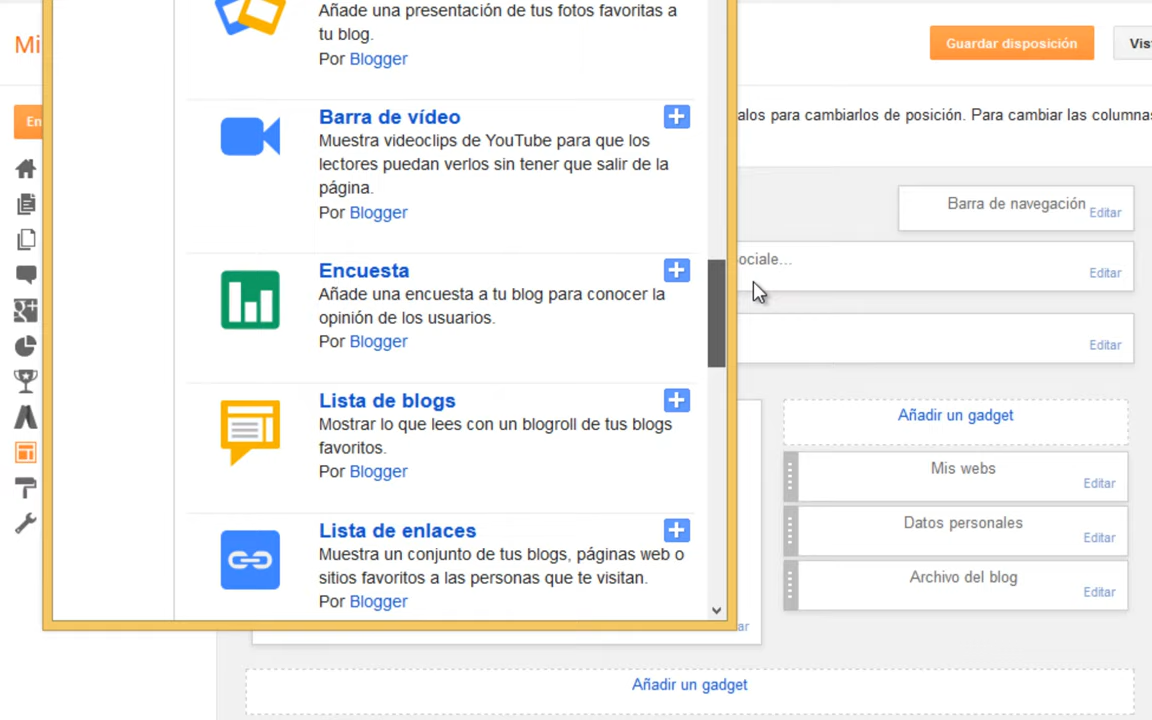 Añade una presentación de tus fotos favoritas a
tu blog.
Por Blogger
Barra de vídeo
Muestra videoclips de YouTube para que los
lectores puedan verlos sin tener que salir de la
página.
Por Blogger
Encuesta
Añade una encuesta a tu blog para conocer la
opinión de los usuarios.
Por Blogger
Lista de blogs
Mostrar lo que lees con un blogroll de tus blogs
favoritos.
Por Blogger
Lista de enlaces
Muestra un conjunto de tus blogs, páginas web o
sitios favoritos a las personas que te visitan.
Por Blogger
Mi
En
g+
Guardar disposición
Vist
alos para cambiarlos de posición. Para cambiar las columnas
Barra de navegación
Editar
ociale...
Editar
Editar
Añadir un gadget
Mis webs
Editar
Datos personales
Editar
Archivo del blog
Editar
ar
Añadir un gadget